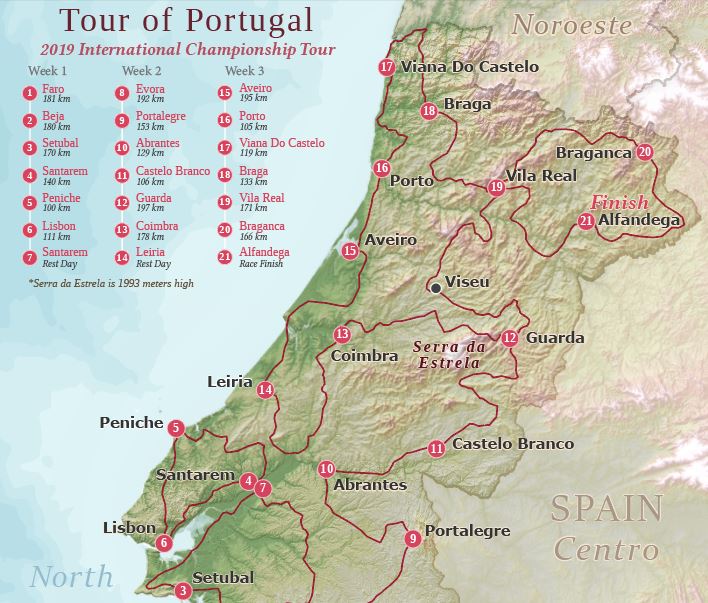 Tour of Portugal
2019 International Championship Tour
Week 1
1 Faro
181 km
2 Beja
180 km
3 Setubal
170 km
4 Santarem
140 km
5 Peniche
100 km
6 Lisbon
111 km
7 Santarem
Rest Day
Week 2
8 Evora
192 km
9 Portalegre
153 km
10 Abrantes
129 km
11 Castelo Branco
106 km
12 Guarda
197 km
13 Coimbra
178 km
14 Leiria
Rest Day
Week 3
15 Aveiro
195 km
16 Porto
105 km
17 Viana Do Castelo
119 km
18 Braga
133 km
19 Vila Real
171 km
20 Braganca
166 km
21 Alfandega
Race Finish
*Serra da Estrela is 1993 meters high
Noroeste
17 Viana Do Castelo
18 Braga
Braganca 20
16 Porto
19 Vila Real
Finish
21 Alfandega
15 Aveiro
Viseu
13
Coimbra
Serra da
Estrela
12 Guarda
Leiria 14
Peniche 5
11 Castelo Branco
Santarem 4
7
10
Abrantes
SPAIN
Centro
Lisbon
6
9 Portalegre
North
Setubal
3